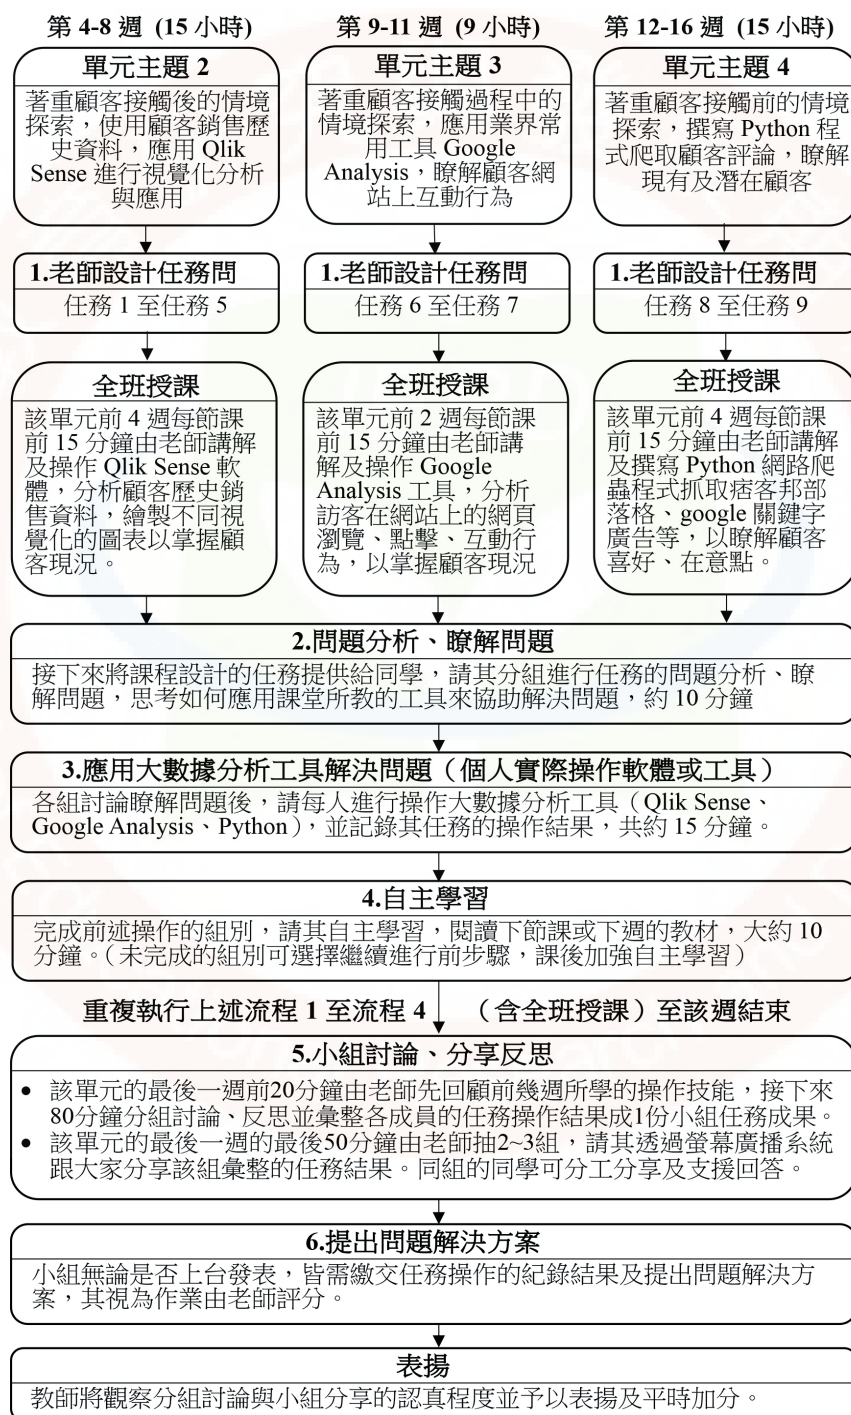 第 4-8 週 (15 小時)
單元主題 2
著重顧客接觸後的情境
探索，使用顧客銷售歷
史資料，應用 Qlik
Sense 進行視覺化分析
與應用
1.老師設計任務問
任務 1 至任務 5
全班授課
該單元前 4 週每節課
前 15 分鐘由老師講解
及操作 Qlik Sense 軟
體，分析顧客歷史銷
售資料，繪製不同視
覺化的圖表以掌握顧
客現況。
第 9-11 週 (9 小時)
單元主題 3
著重顧客接觸過程中的
情境探索，應用業界常
用工具 Google
Analysis，瞭解顧客網
站上互動行為
1.老師設計任務問
任務 6 至任務 7
全班授課
該單元前 2 週每節課
前 15 分鐘由老師講
解及操作 Google
Analysis 工具，分析
訪客在網站上的網頁
瀏覽、點擊、互動行
為，以掌握顧客現況
第 12-16 週 (15 小時)
單元主題 4
著重顧客接觸前的情境
探索，撰寫 Python 程
式爬取顧客評論，瞭解
現有及潛在顧客
1.老師設計任務問
任務 8 至任務 9
全班授課
該單元前 4 週每節課
前 15 分鐘由老師講解
及撰寫 Python 網路爬
蟲程式抓取痞客邦部
落格、google 關鍵字
廣告等，以瞭解顧客
喜好、在意點。
2.問題分析、瞭解問題
接下來將課程設計的任務提供給同學，請其分組進行任務的問題分析、瞭
解問題，思考如何應用課堂所教的工具來協助解決問題，約 10 分鐘
3.應用大數據分析工具解決問題（個人實際操作軟體或工具）
各組討論瞭解問題後，請每人進行操作大數據分析工具（Qlik Sense、
Google Analysis、Python），並記錄其任務的操作結果，共約 15 分鐘。
4.自主學習
完成前述操作的組別，請其自主學習，閱讀下節課或下週的教材，大約 10
分鐘。（未完成的組別可選擇繼續進行前步驟，課後加強自主學習）
重複執行上述流程 1 至流程 4 （含全班授課）至該週結束
5.小組討論、分享反思
• 該單元的最後一週前20分鐘由老師先回顧前幾週所學的操作技能，接下來
80分鐘分組討論、反思並彙整各成員的任務操作結果成1份小組任務成果。
• 該單元的最後一週的最後50分鐘由老師抽2~3組，請其透過螢幕廣播系統
跟大家分享該組彙整的任務結果。同組的同學可分工分享及支援回答。
6.提出問題解決方案
小組無論是否上台發表，皆需繳交任務操作的紀錄結果及提出問題解決方
案，其視為作業由老師評分。
表揚
教師將觀察分組討論與小組分享的認真程度並予以表揚及平時加分。